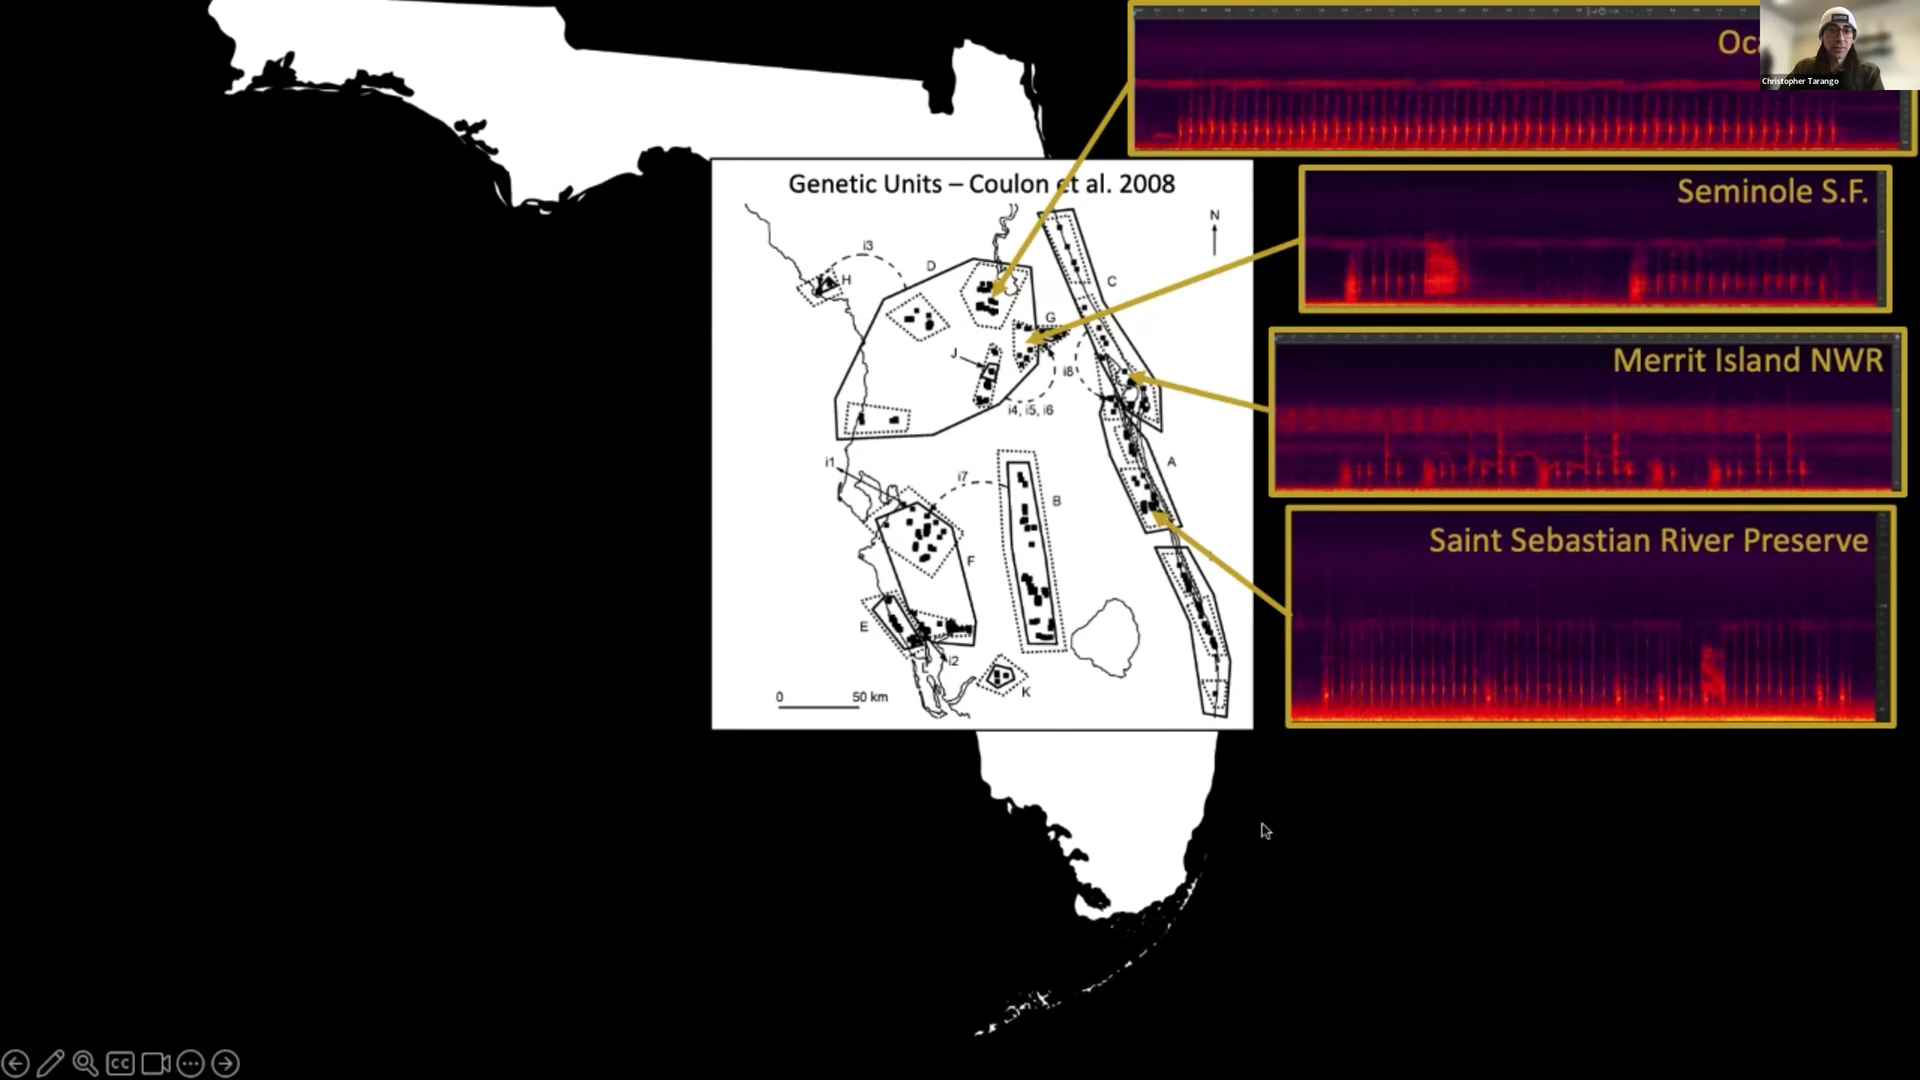 Christopher Tarango
Seminole S.F.
Merrit Island NWR
Saint Sebastian River Preserve
Genetic Units – Coulon et al. 2008
N
i3
D
H
C
G
J
i8
i4, i5, i6
i1
A
i7
B
F
E
i2
K
0 50 km
CC